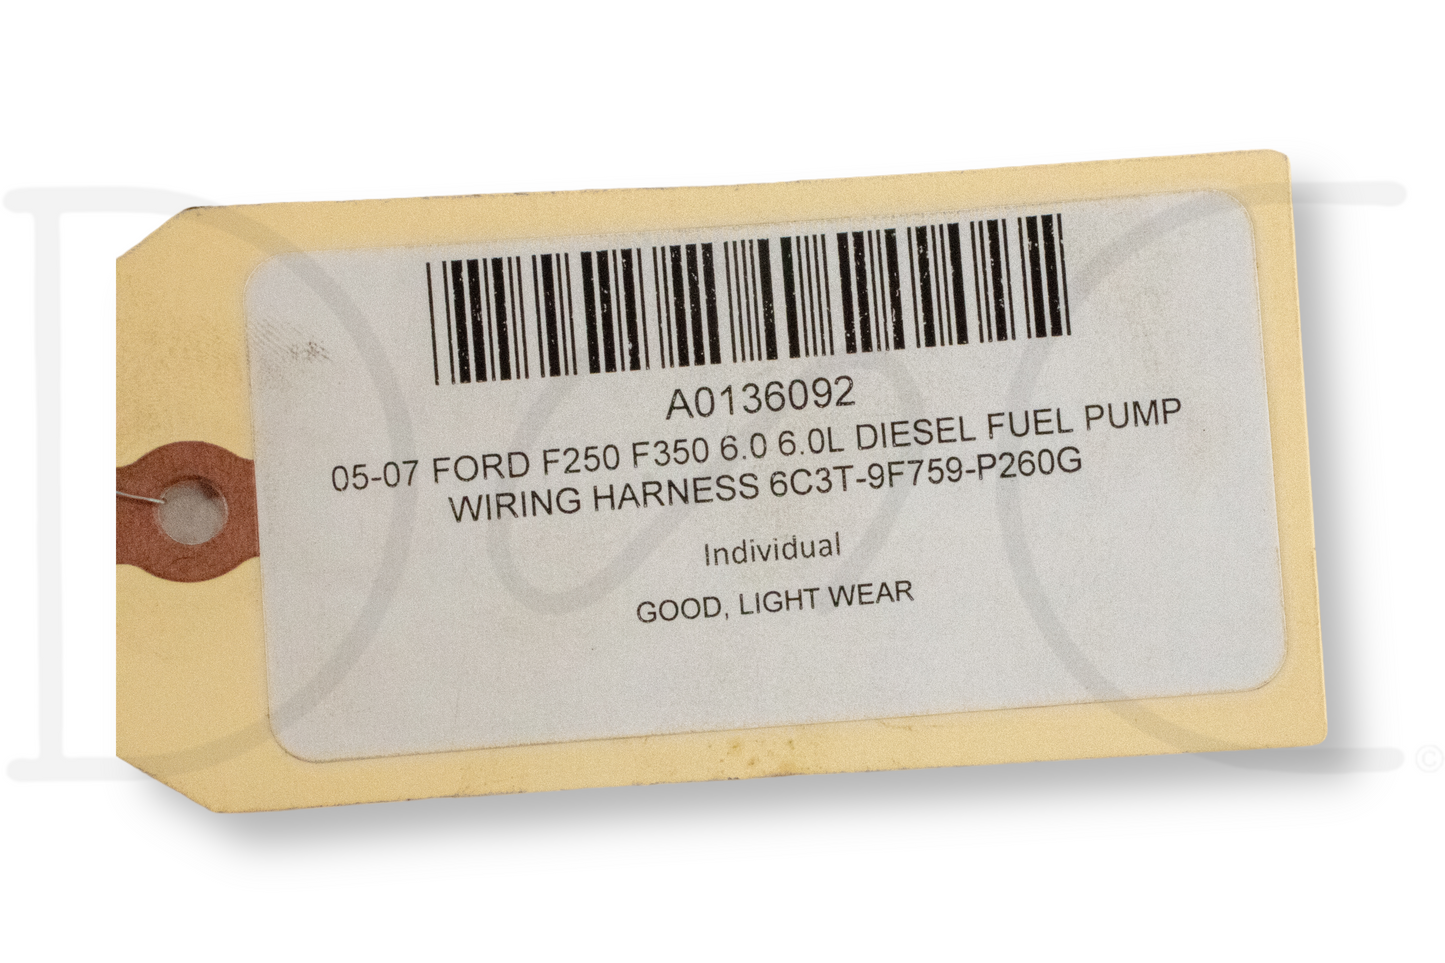 A0136092
05-07 FORD F250 F350 6.0 6.0L DIESEL FUEL PUMP
WIRING HARNESS 6C3T-9F759-P260G
Individual
GOOD, LIGHT WEAR
©